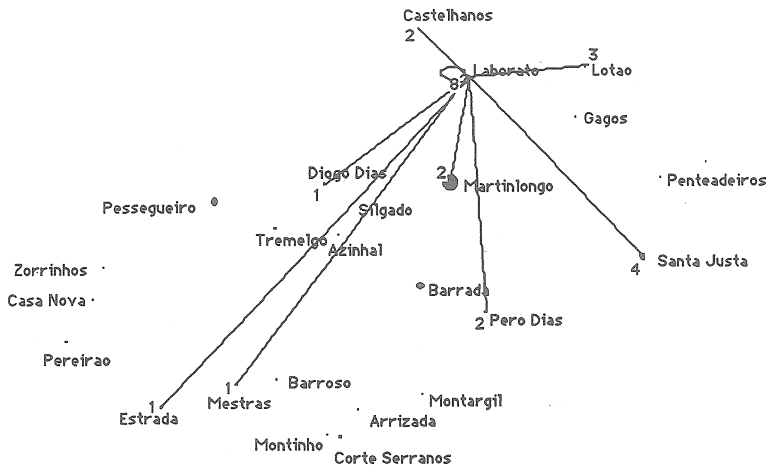 Castelhanos
2
3
Laborato
Lotao
8
Gagos
Diogo Dias
1
2
Martinlongo
Penteadeiros
Pessegueiro
Silgado
Tremelgo
Azinhal
Zorrinhos
Santa Justa
4
Casa Nova
Barrada
2
Pero Dias
Pereirao
1
Barroso
Mestras
1
Estrada
Montargil
Arrizada
Montinho
Corte Serranos